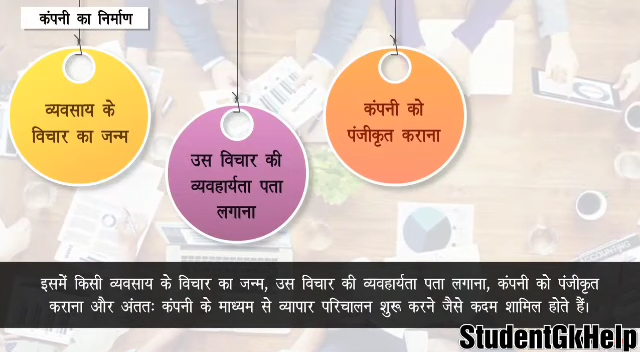 कंपनी का निर्माण
व्यवसाय के
विचार का जन्म
उस विचार की
व्यवहार्यता पता
लगाना
कंपनी को
पंजीकृत कराना
इसमें किसी व्यवसाय के विचार का जन्म, उस विचार की व्यवहार्यता पता लगाना, कंपनी को पंजीकृत
कराना और अंततः कंपनी के माध्यम से व्यापार परिचालन शुरू करने जैसे कदम शामिल होते हैं।
StudentGkHelp